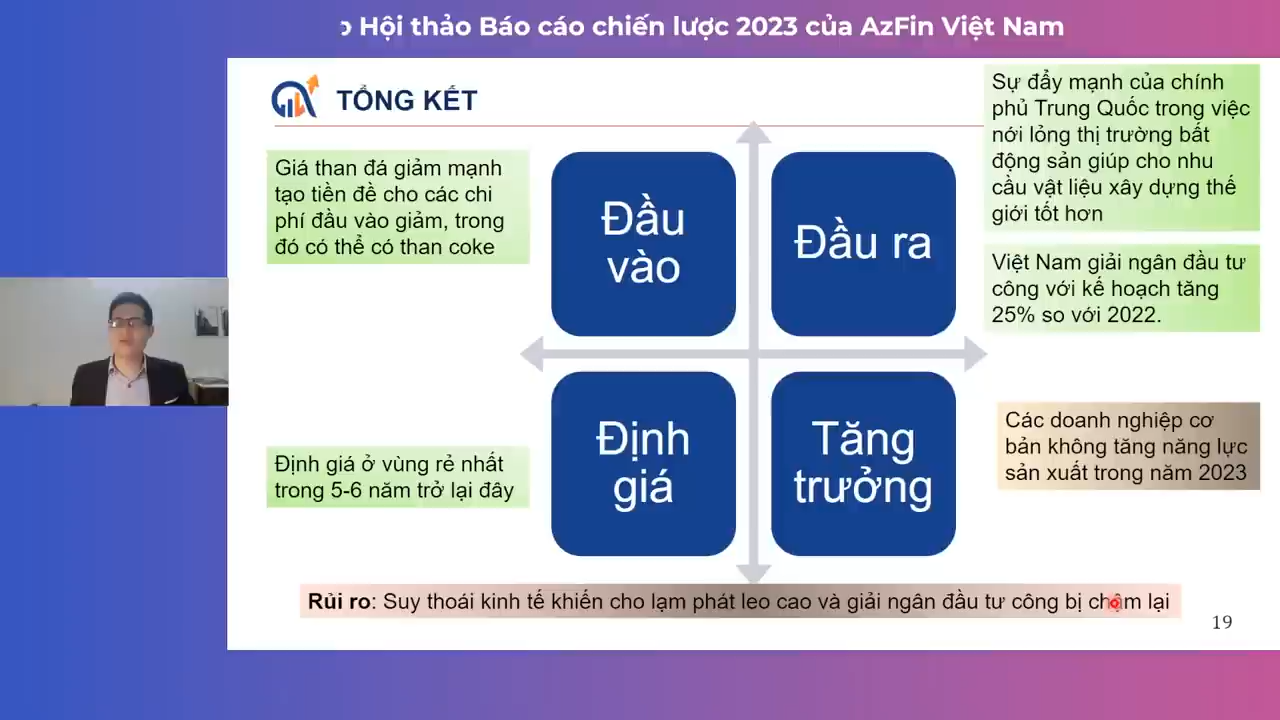 Hội thảo Báo cáo chiến lược 2023 của AzFin Việt Nam
TỔNG KẾT
Giá than đá giảm mạnh
tạo tiền đề cho các chi
phí đầu vào giảm, trong
đó có thể có than coke
Đầu
vào
Đầu ra
Sự đẩy mạnh của chính
phủ Trung Quốc trong việc
nới lỏng thị trường bất
động sản giúp cho nhu
cầu vật liệu xây dựng thế
giới tốt hơn
Việt Nam giải ngân đầu tư
công với kế hoạch tăng
25% so với 2022.
Định giá ở vùng rẻ nhất
trong 5-6 năm trở lại đây
Định
giá
Tăng
trưởng
Các doanh nghiệp cơ
bản không tăng năng lực
sản xuất trong năm 2023
Rủi ro: Suy thoái kinh tế khiến cho lạm phát leo cao và giải ngân đầu tư công bị chậm lại
19